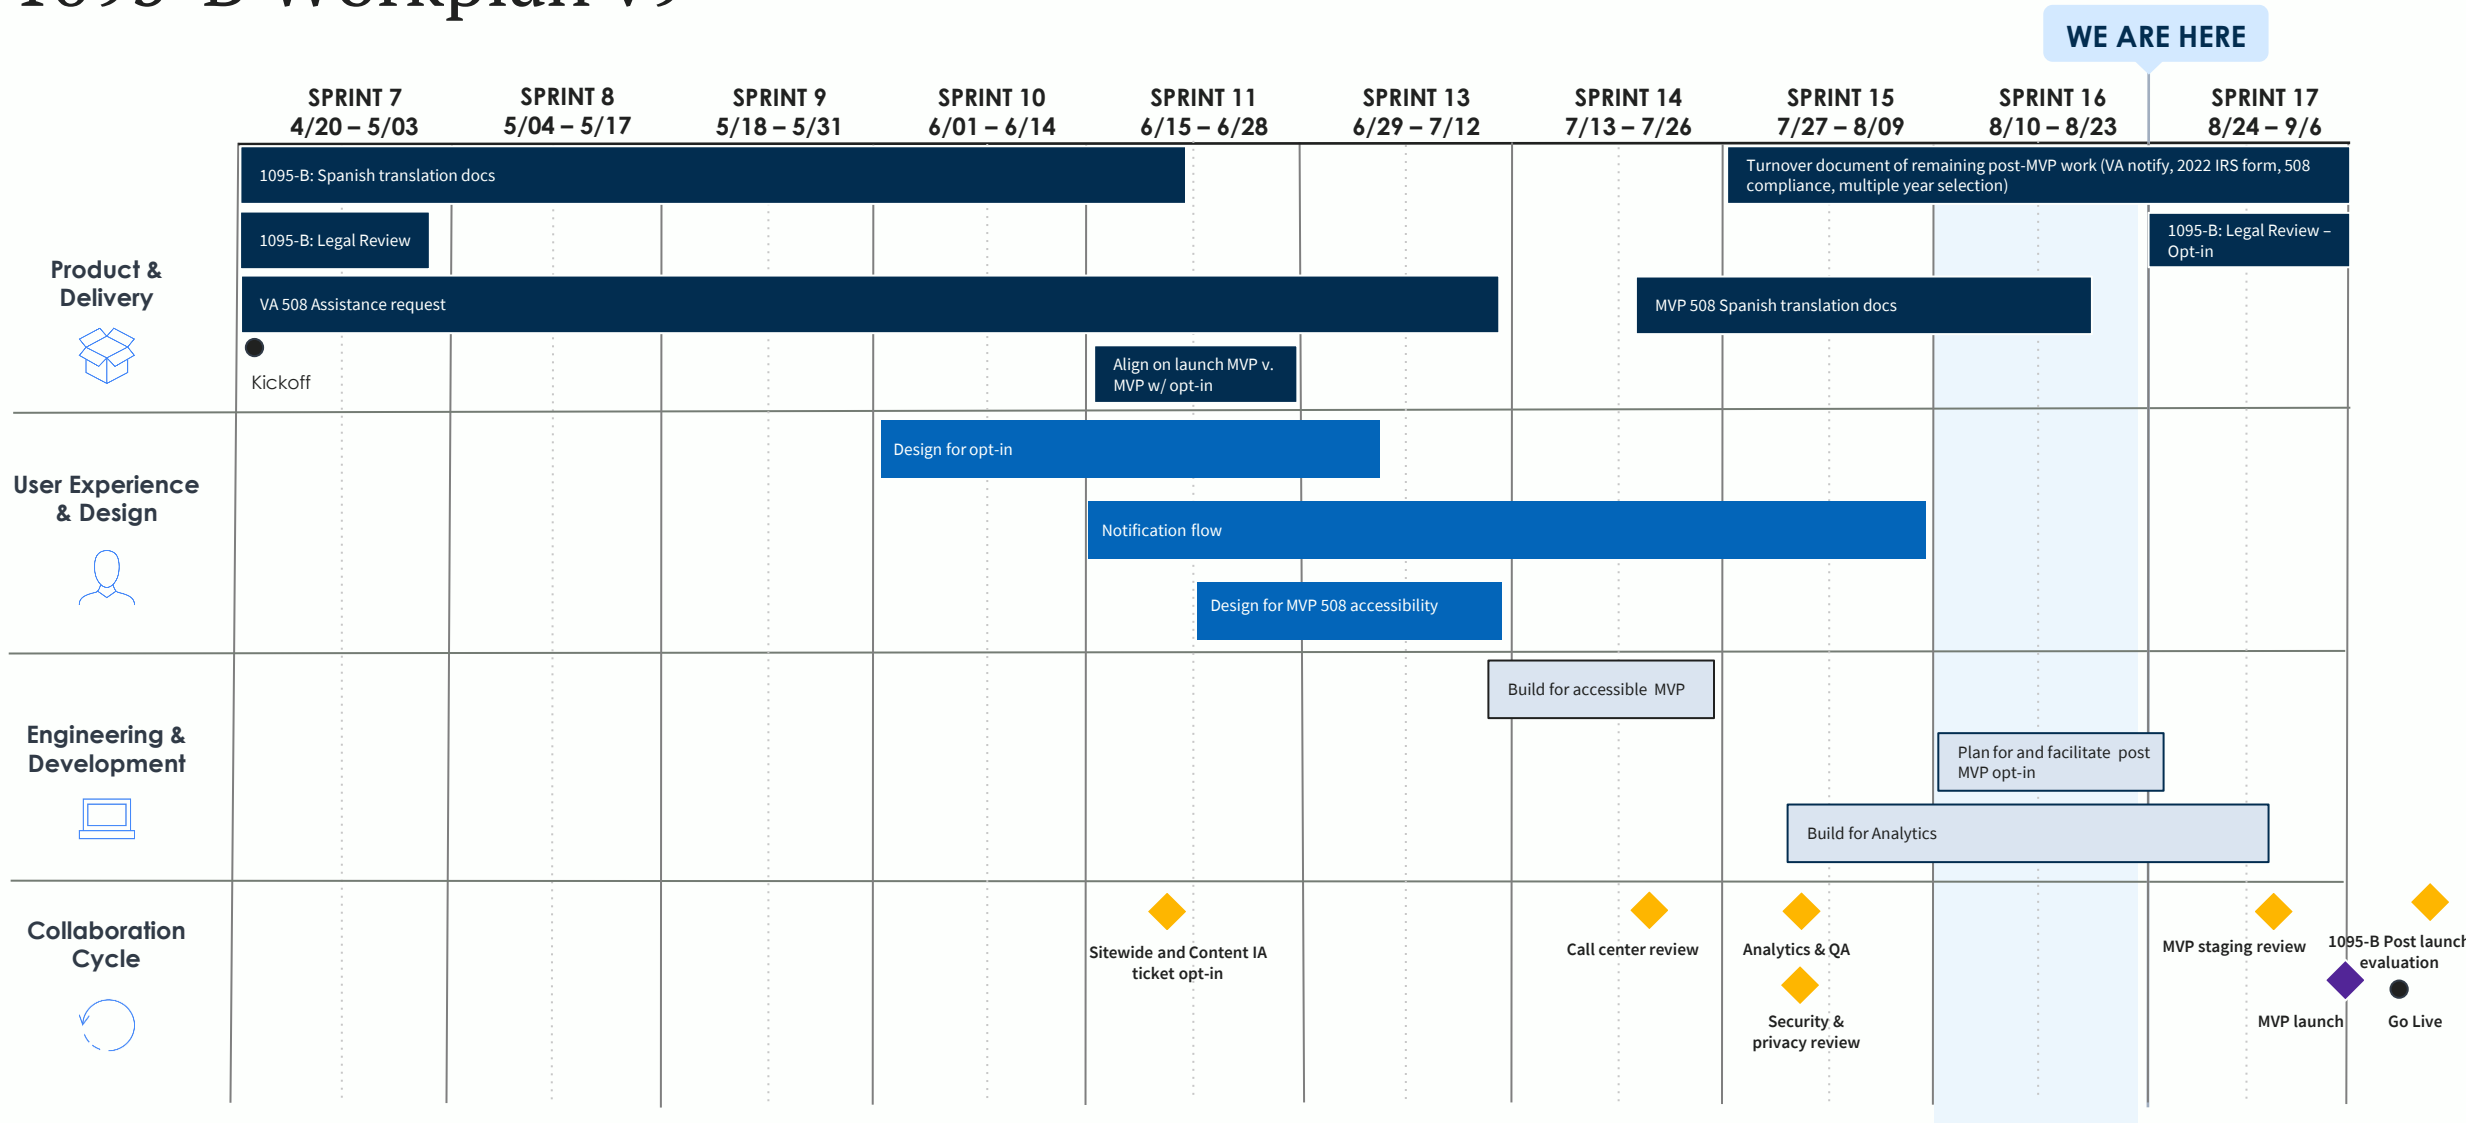 1095-B Workplan v9
WE ARE HERE
SPRINT 7
4/20 – 5/03
SPRINT 8
5/04 – 5/17
SPRINT 9
5/18 – 5/31
SPRINT 10
6/01 – 6/14
SPRINT 11
6/15 – 6/28
SPRINT 13
6/29 – 7/12
SPRINT 14
7/13 – 7/26
SPRINT 15
7/27 – 8/09
SPRINT 16
8/10 – 8/23
SPRINT 17
8/24 – 9/6
Product &
Delivery
1095-B: Spanish translation docs
Turnover document of remaining post-MVP work (VA notify, 2022 IRS form, 508
compliance, multiple year selection)
1095-B: Legal Review
1095-B: Legal Review –
Opt-in
VA 508 Assistance request
MVP 508 Spanish translation docs
Kickoff
Align on launch MVP v.
MVP w/ opt-in
User Experience
& Design
Design for opt-in
Notification flow
Design for MVP 508 accessibility
Engineering &
Development
Build for accessible MVP
Plan for and facilitate post
MVP opt-in
Build for Analytics
Collaboration
Cycle
Sitewide and Content IA
ticket opt-in
Call center review
Analytics & QA
Security &
privacy review
MVP staging review
1095-B Post launch
evaluation
MVP launch
Go Live